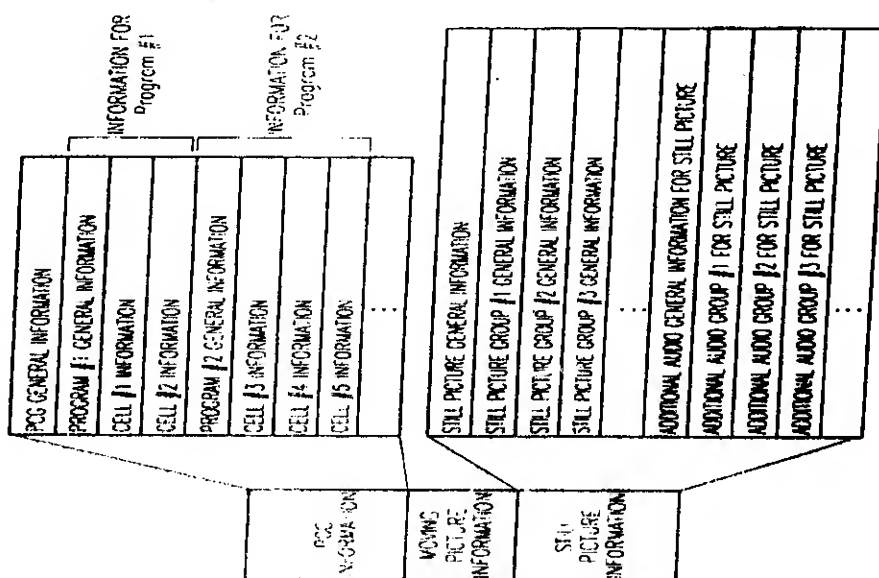 INFORMATION FOR
Program #1
INFORMATION FOR
Program #2
PCG GENERAL INFORMATION
PROGRAM #1 GENERAL INFORMATION
CELL #1 INFORMATION
CELL #2 INFORMATION
PROGRAM #2 GENERAL INFORMATION
CELL #3 INFORMATION
CELL #4 INFORMATION
CELL #5 INFORMATION
...
STILL PICTURE GENERAL INFORMATION
STILL PICTURE GROUP #1 GENERAL INFORMATION
STILL PICTURE GROUP #2 GENERAL INFORMATION
STILL PICTURE GROUP #3 GENERAL INFORMATION
...
ADDITIONAL AUDIO GENERAL INFORMATION FOR STILL PICTURE
ADDITIONAL AUDIO GROUP #1 FOR STILL PICTURE
ADDITIONAL AUDIO GROUP #2 FOR STILL PICTURE
ADDITIONAL AUDIO GROUP #3 FOR STILL PICTURE
...
PCG
INFORMATION
MOVING
PICTURE
INFORMATION
STILL
PICTURE
INFORMATION